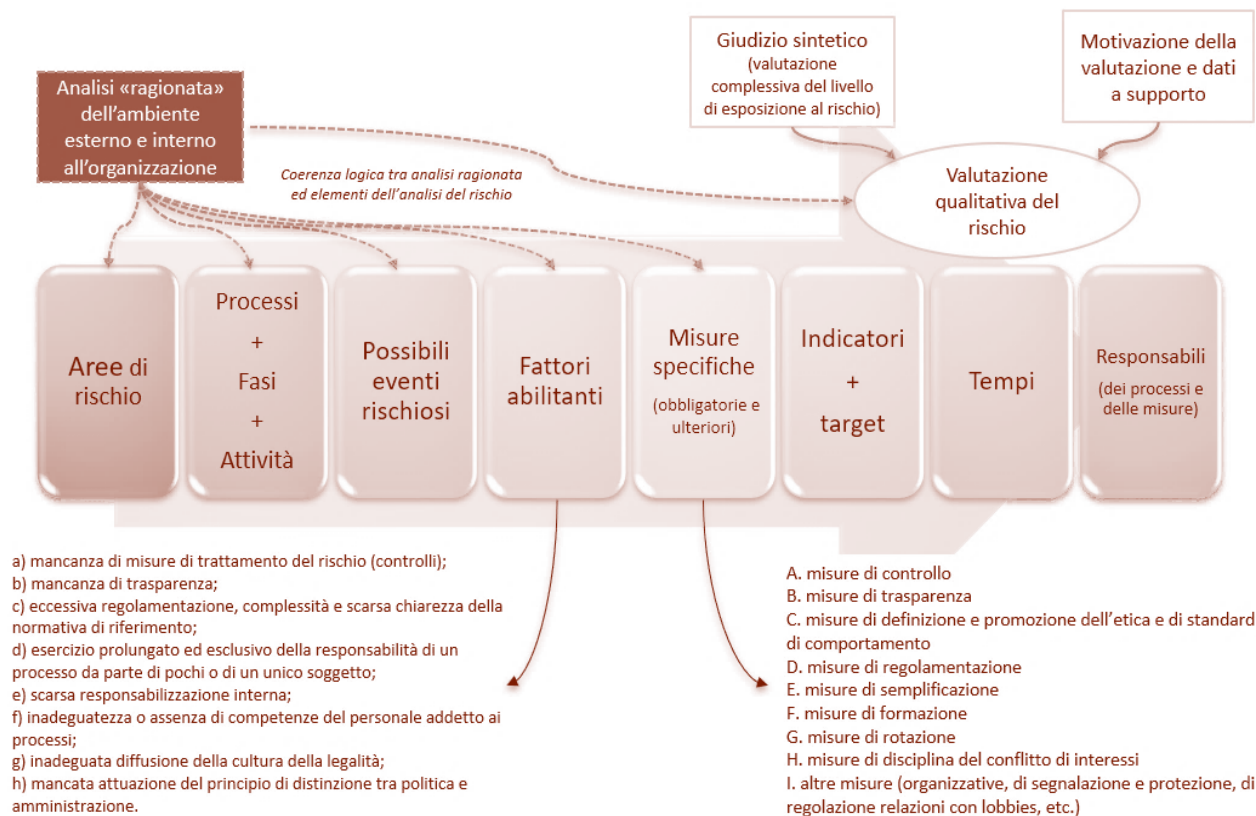 Giudizio sintetico
(valutazione
complessiva del livello
di esposizione al rischio)
Motivazione della
valutazione e dati
a supporto
Analisi «ragionata»
dell’ambiente
esterno e interno
all’organizzazione
Coerenza logica tra analisi ragionata
ed elementi dell’analisi del rischio
Valutazione
qualitativa del
rischio
Aree di
rischio
Processi
+
Fasi
+
Attività
Possibili
eventi
rischiosi
Fattori
abilitanti
Misure
specifiche
(obbligatorie e
ulteriori)
Indicatori
+
target
Tempi
Responsabili
(dei processi e
delle misure)
a) mancanza di misure di trattamento del rischio (controlli);
b) mancanza di trasparenza;
c) eccessiva regolamentazione, complessità e scarsa chiarezza della
normativa di riferimento;
d) esercizio prolungato ed esclusivo della responsabilità di un
processo da parte di pochi o di un unico soggetto;
e) scarsa responsabilizzazione interna;
f) inadeguatezza o assenza di competenze del personale addetto ai
processi;
g) inadeguata diffusione della cultura della legalità;
h) mancata attuazione del principio di distinzione tra politica e
amministrazione.
A. misure di controllo
B. misure di trasparenza
C. misure di definizione e promozione dell’etica e di standard
di comportamento
D. misure di regolamentazione
E. misure di semplificazione
F. misure di formazione
G. misure di rotazione
H. misure di disciplina del conflitto di interessi
I. altre misure (organizzative, di segnalazione e protezione, di
regolazione relazioni con lobbies, etc.)